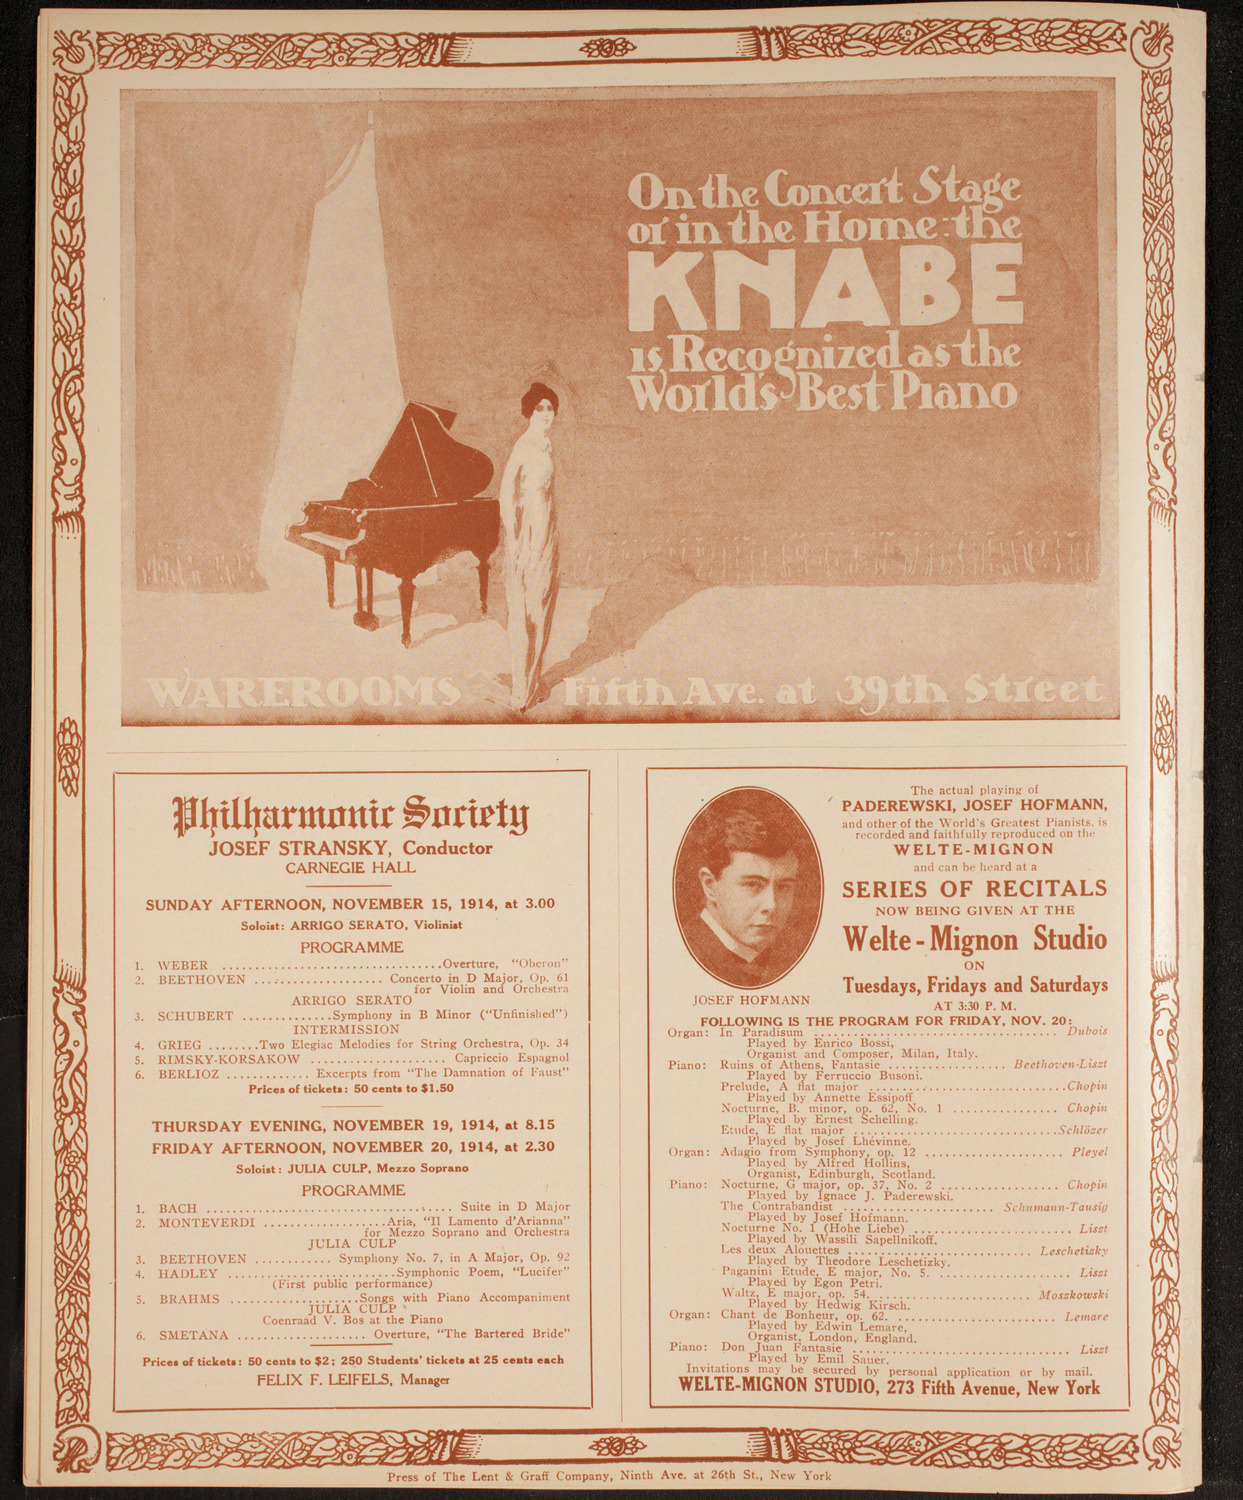 On the Concert Stage
or in the Home the
KNABE
is Recognized as the
World's Best Piano
WAREROOMS Fifth Ave. at 39th Street
Philharmonic Society
JOSEF STRANSKY, Conductor
CARNEGIE HALL
SUNDAY AFTERNOON, NOVEMBER 15, 1914, at 3.00
Soloist: ARRIGO SERATO, Violinist
PROGRAMME
1. WEBER ................................Overture, "Oberon"
2. BEETHOVEN ................... Concerto in D Major, Op. 61
for Violin and Orchestra
ARRIGO SERATO
3. SCHUBERT .............Symphony in B Minor ("Unfinished")
INTERMISSION
4. GRIEG ........Two Elegiac Melodies for String Orchestra, Op. 34
5. RIMSKY-KORSAKOW .................... Capriccio Espagnol
6. BERLIOZ ............ Excerpts from "The Damnation of Faust"
Prices of tickets: 50 cents to $1.50
THURSDAY EVENING, NOVEMBER 19, 1914, at 8.15
FRIDAY AFTERNOON, NOVEMBER 20, 1914, at 2.30
Soloist: JULIA CULP, Mezzo Soprano
PROGRAMME
1. BACH .................................... Suite in D Major
2. MONTEVERDI ..................Aria, "Il Lamento d'Arianna"
for Mezzo Soprano and Orchestra
JULIA CULP
3. BEETHOVEN ........... Symphony No. 7, in A Major, Op. 92
4. HADLEY .........................Symphonic Poem, "Lucifer"
(First public performance)
5. BRAHMS ...................Songs with Piano Accompaniment
JULIA CULP
Coenraad V. Bos at the Piano
6. SMETANA ................... Overture, "The Bartered Bride"
Prices of tickets: 50 cents to $2; 250 Students' tickets at 25 cents each
FELIX F. LEIFELS, Manager
JOSEF HOFMANN
The actual playing of
PADEREWSKI, JOSEF HOFMANN,
and other of the World's Greatest Pianists, is
recorded and faithfully reproduced on the
WELTE-MIGNON
and can be heard at a
SERIES OF RECITALS
NOW BEING GIVEN AT THE
Welte-Mignon Studio
ON
Tuesdays, Fridays and Saturdays
AT 3:30 P. M.
FOLLOWING IS THE PROGRAM FOR FRIDAY, NOV. 20:
Organ: In Paradisum .................................... Dubois
Played by Enrico Bossi,
Organist and Composer, Milan, Italy.
Piano: Ruins of Athens, Fantasie ................. Beethoven-Liszt
Played by Ferruccio Busoni.
Prelude, A flat major .............................Chopin
Played by Annette Essipoff
Nocturne, B. minor, op. 62, No. 1 ............... Chopin
Played by Ernest Schelling.
Etude, E flat major ..............................Schlözer
Played by Josef Lhévinne.
Organ: Adagio from Symphony, op. 12 .................... Pleyel
Played by Alfred Hollins,
Organist, Edinburgh, Scotland.
Piano: Nocturne, G major, op. 37, No. 2 ................. Chopin
Played by Ignace J. Paderewski.
The Contrabandist ....................... Schumann-Tausig
Played by Josef Hofmann.
Nocturne No. 1 (Hohe Liebe) ..................... Liszt
Played by Wassili Sapellnikoff.
Les deux Alouettes .......................... Leschetizky
Played by Theodore Leschetizky.
Paganini Etude, E major, No. 5. .................... Liszt
Played by Egon Petri.
Waltz, E major, op. 54. ........................ Moszkowski
Played by Hedwig Kirsch.
Organ: Chant de Bonheur, op. 62. ....................... Lemare
Played by Edwin Lemare,
Organist, London, England.
Piano: Don Juan Fantasie ................................ Liszt
Played by Emil Sauer.
Invitations may be secured by personal application or by mail.
WELTE-MIGNON STUDIO, 273 Fifth Avenue, New York
Press of The Lent & Graff Company, Ninth Ave. at 26th St., New York